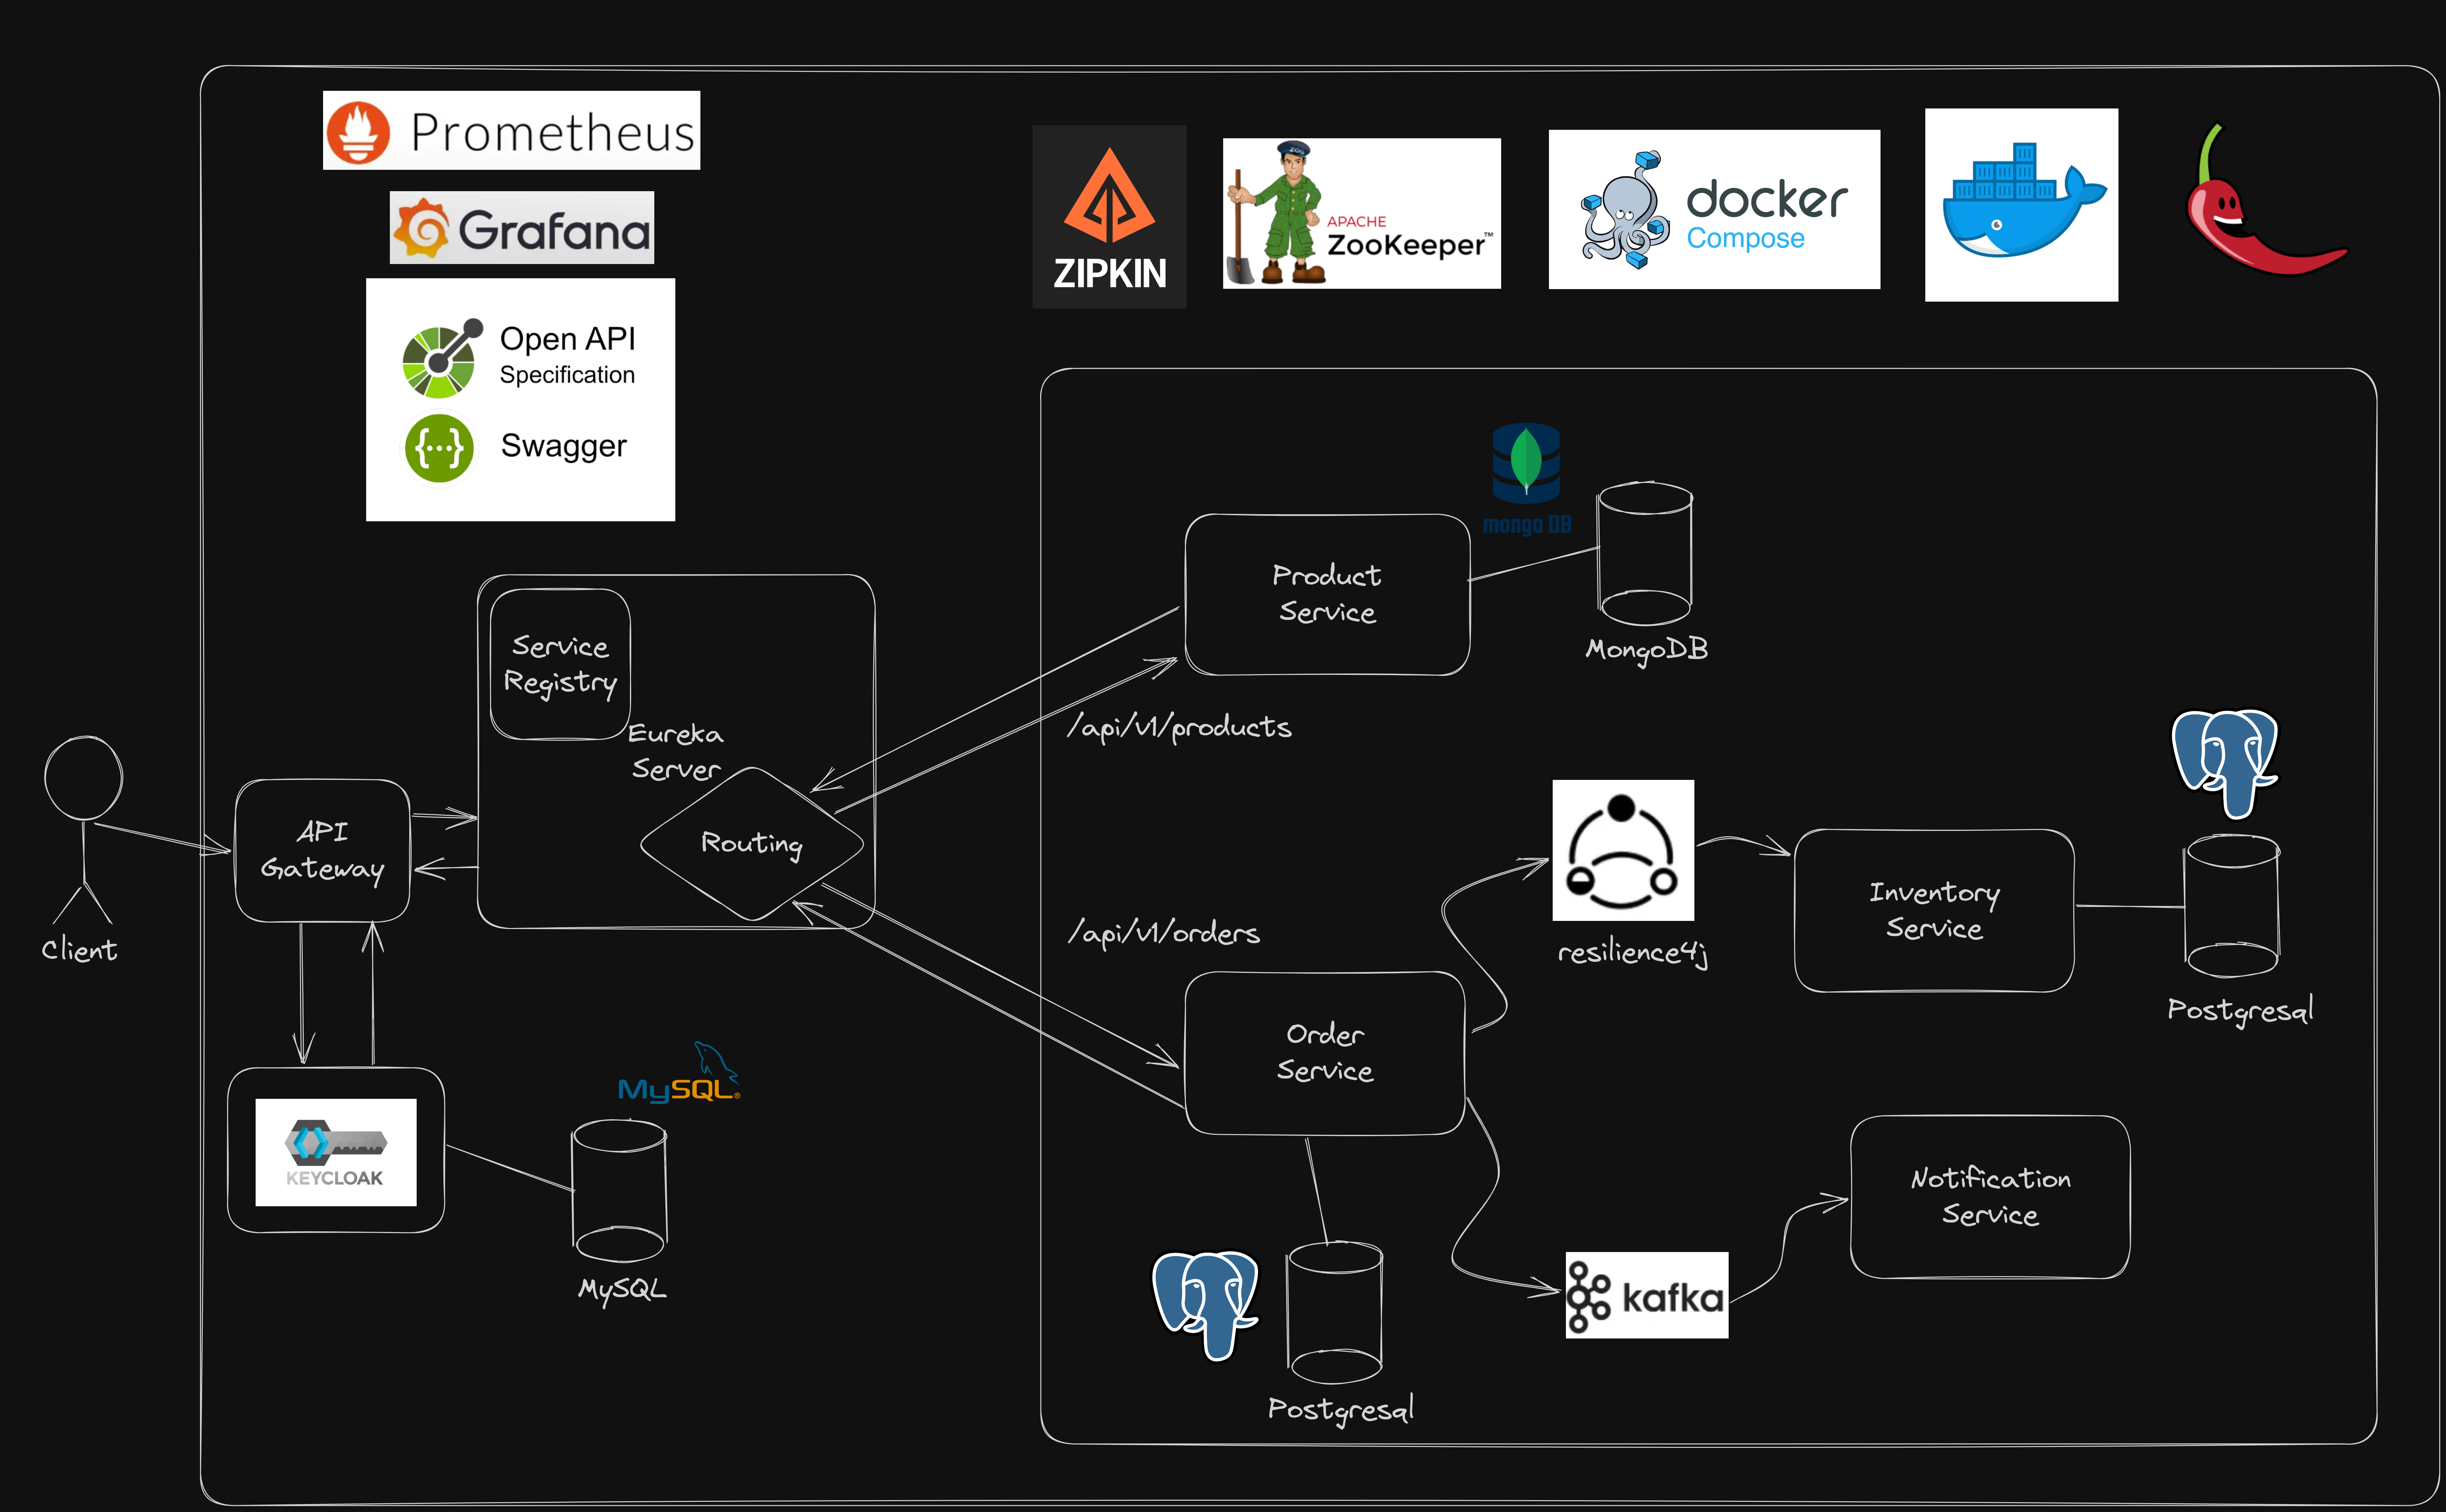 Prometheus
Grafana
Open API
Specification
{···}
Swagger
ZIPKIN
ZOO
APACHE
ZooKeeper™
docker
Compose
mongo DB
Product
Service
MongoDB
Service
Registry
Eureka
Server
Routing
/api/v1/products
Client
API
Gateway
/api/v1/orders
resilience4j
Inventory
Service
Postgresql
Order
Service
MySQL®
KEYCLOAK
MySQL
Notification
Service
kafka
Postgresql